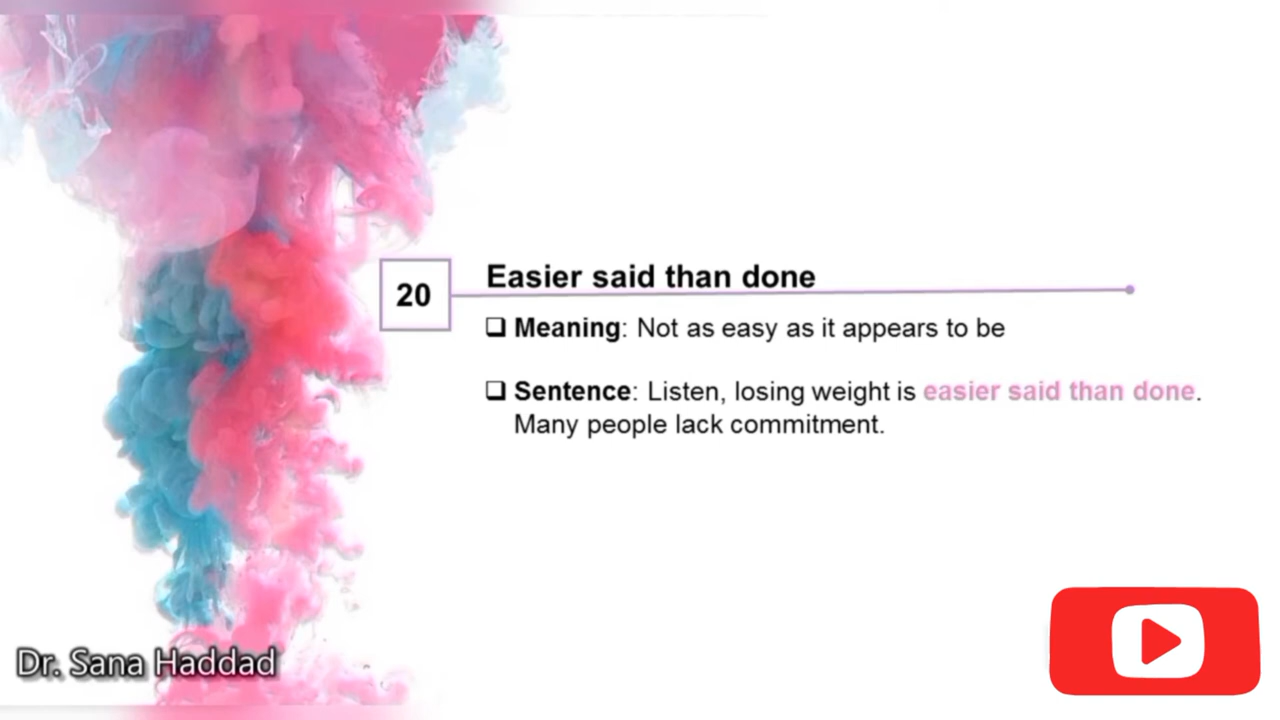 20
Easier said than done
❑ Meaning: Not as easy as it appears to be
❑ Sentence: Listen, losing weight is easier said than done.
Many people lack commitment.
Dr. Sana Haddad